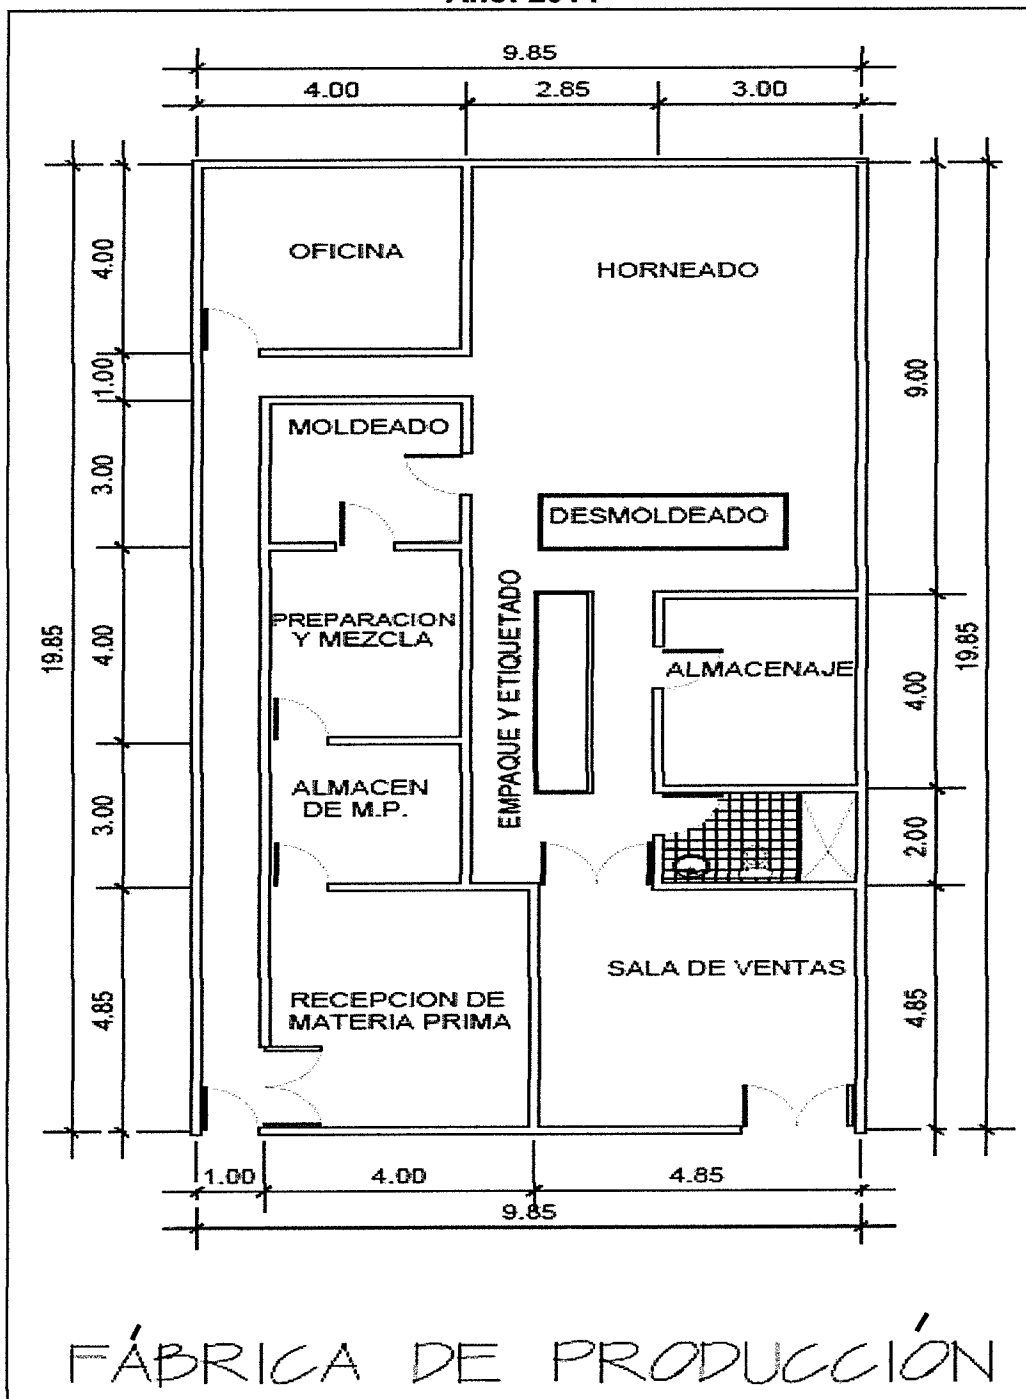 9.85
4.00 2.85 3.00
OFICINA
HORNEADO
4.00
1.00
9.00
MOLDEADO
3.00
DESMOLDEADO
PREPARACION
Y MEZCLA
EMPAQUE Y ETIQUETADO
19.85
4.00
19.85
ALMACENAJE
4.00
ALMACEN
DE M.P.
3.00
2.00
SALA DE VENTAS
RECEPCION DE
MATERIA PRIMA
4.85
4.85
1.00 4.00 4.85
9.85
FÁBRICA DE PRODUCCIÓN